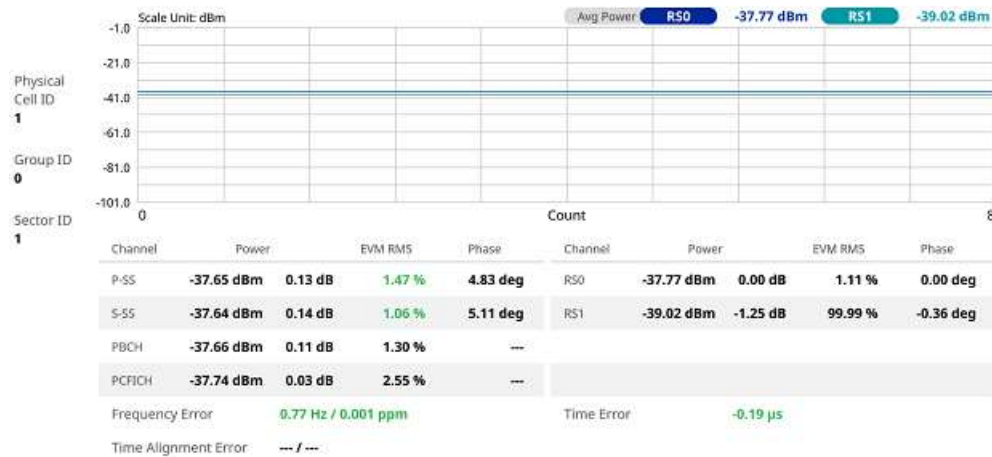 Scale Unit: dBm
Avg Power RS0 -37.77 dBm RS1 -39.02 dBm
-1.0
-21.0
-41.0
-61.0
-81.0
-101.0
Physical
Cell ID
1
Group ID
0
Sector ID
1
0 Count 8
Channel Power EVM RMS Phase Channel Power EVM RMS Phase
P-SS -37.65 dBm 0.13 dB 1.47 % 4.83 deg RS0 -37.77 dBm 0.00 dB 1.11 % 0.00 deg
S-SS -37.64 dBm 0.14 dB 1.06 % 5.11 deg RS1 -39.02 dBm -1.25 dB 99.99 % -0.36 deg
PBCH -37.66 dBm 0.11 dB 1.30 % ---
PCFICH -37.74 dBm 0.03 dB 2.55 % ---
Frequency Error 0.77 Hz / 0.001 ppm Time Error -0.19 µs
Time Alignment Error --- / ---